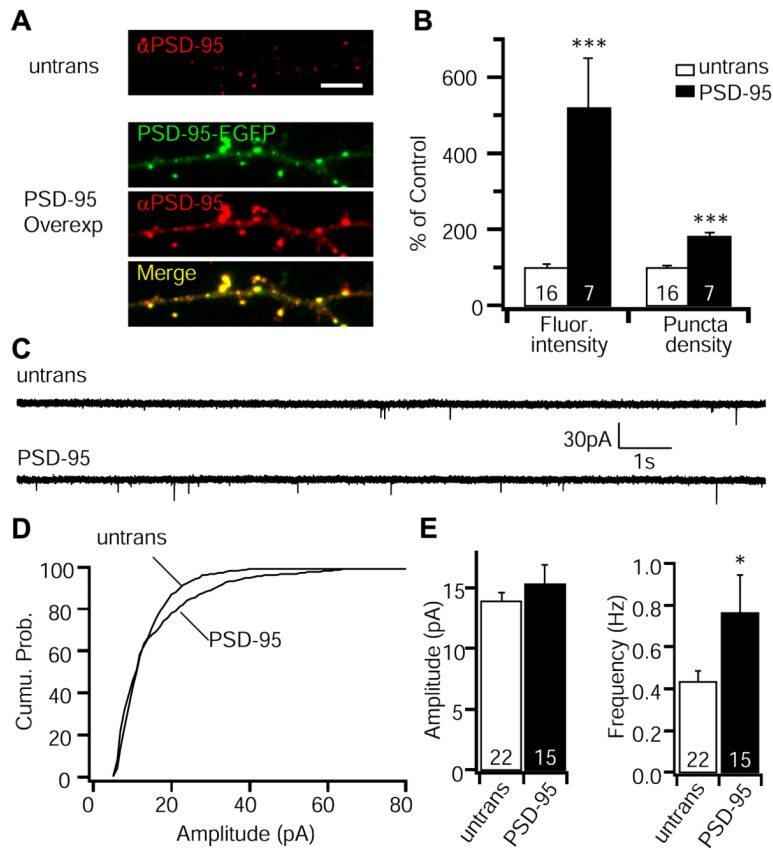 A
αPSD-95
untrans
PSD-95-EGFP
αPSD-95
PSD-95
Overexp
Merge
B
***
untrans
PSD-95
600
400
200
0
% of Control
***
16
7
16
7
Fluor.
intensity
Puncta
density
C
untrans
30pA
1s
PSD-95
D
untrans
100
80
60
40
20
0
Cumu. Prob.
PSD-95
0
20
40
60
80
Amplitude (pA)
E
15
10
5
0
Amplitude (pA)
22
15
untrans
PSD-95
*
1.0
0.8
0.6
0.4
0.2
0.0
Frequency (Hz)
22
15
untrans
PSD-95